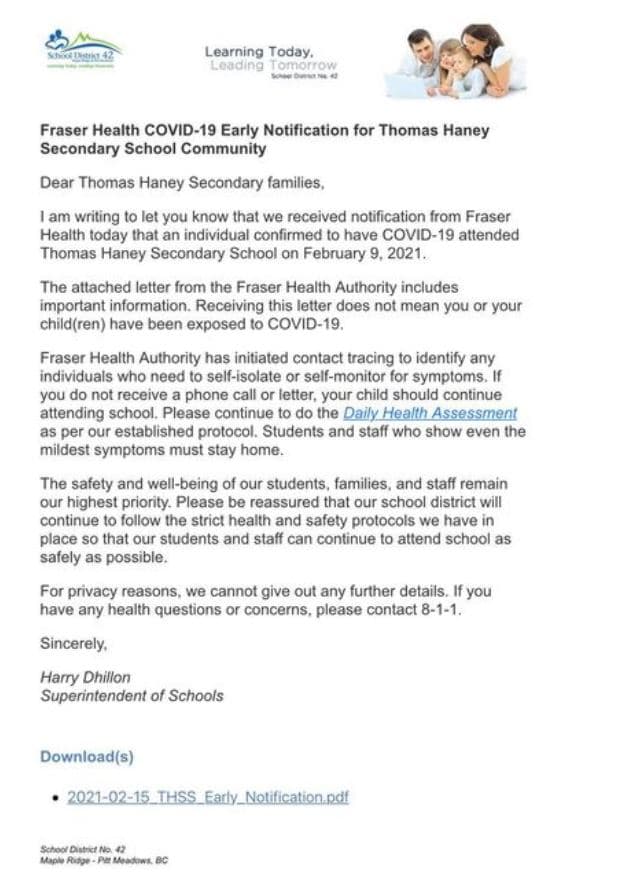 School District 42
Learning Today,
Leading Tomorrow
School District No. 42
Fraser Health COVID-19 Early Notification for Thomas Haney
Secondary School Community
Dear Thomas Haney Secondary families,
I am writing to let you know that we received notification from Fraser
Health today that an individual confirmed to have COVID-19 attended
Thomas Haney Secondary School on February 9, 2021.
The attached letter from the Fraser Health Authority includes
important information. Receiving this letter does not mean you or your
child(ren) have been exposed to COVID-19.
Fraser Health Authority has initiated contact tracing to identify any
individuals who need to self-isolate or self-monitor for symptoms. If
you do not receive a phone call or letter, your child should continue
attending school. Please continue to do the Daily Health Assessment
as per our established protocol. Students and staff who show even the
mildest symptoms must stay home.
The safety and well-being of our students, families, and staff remain
our highest priority. Please be reassured that our school district will
continue to follow the strict health and safety protocols we have in
place so that our students and staff can continue to attend school as
safely as possible.
For privacy reasons, we cannot give out any further details. If you
have any health questions or concerns, please contact 8-1-1.
Sincerely,
Harry Dhillon
Superintendent of Schools
Download(s)
• 2021-02-15_THSS_Early_Notification.pdf
School District No. 42
Maple Ridge - Pitt Meadows, BC